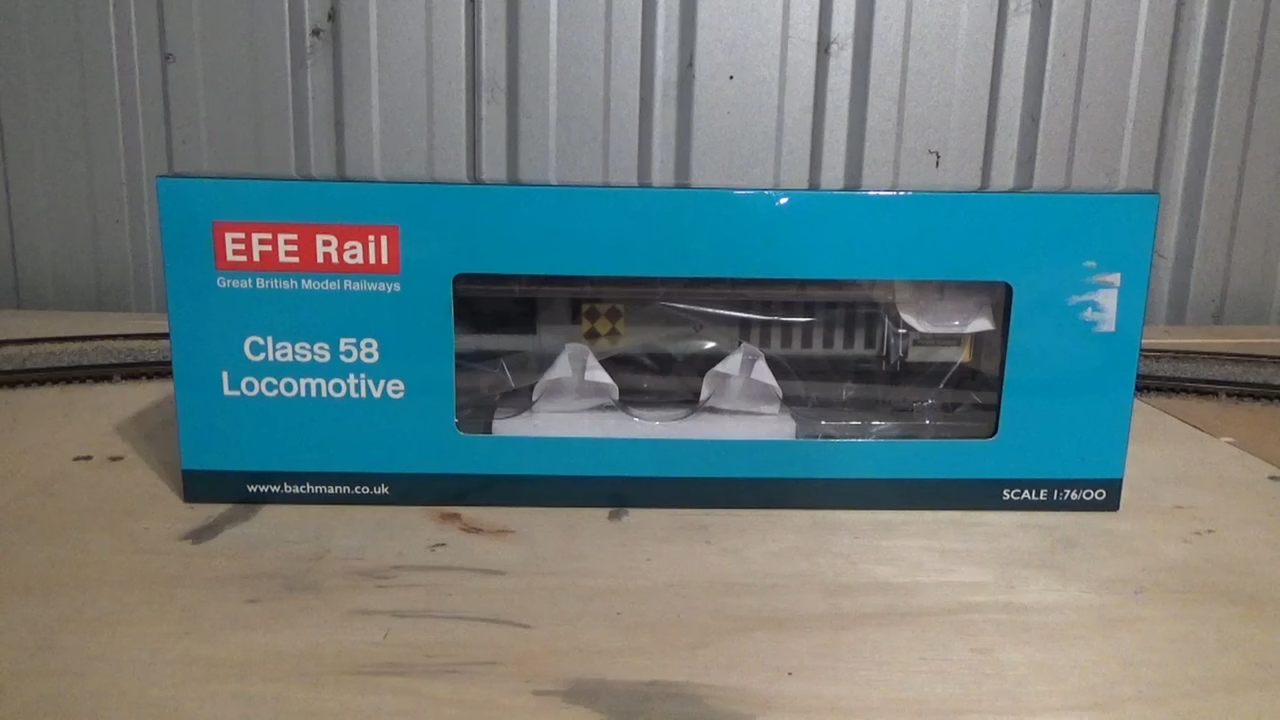 EFE Rail
Great British Model Railways
Class 58
Locomotive
www.bachmann.co.uk
SCALE 1:76/OO